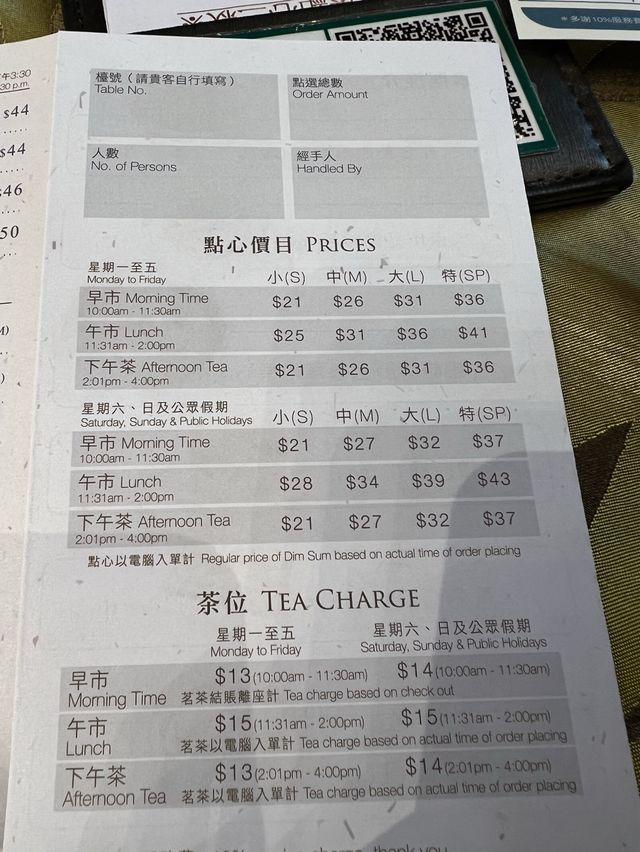 午3:30
30 p.m.
$44
$44
$46
50
M)
)
檯號（請貴客自行填寫）
Table No.
點選總數
Order Amount
人數
No. of Persons
經手人
Handled By
點心價目 PRICES
星期一至五
Monday to Friday
小(S) 中(M) 大(L) 特(SP)
早市 Morning Time
10:00am - 11:30am
$21 $26 $31 $36
午市 Lunch
11:31am - 2:00pm
$25 $31 $36 $41
下午茶 Afternoon Tea
2:01pm - 4:00pm
$21 $26 $31 $36
星期六、日及公眾假期
Saturday, Sunday & Public Holidays
小(S) 中(M) 大(L) 特(SP)
早市 Morning Time
10:00am - 11:30am
$21 $27 $32 $37
午市 Lunch
11:31am - 2:00pm
$28 $34 $39 $43
下午茶 Afternoon Tea
2:01pm - 4:00pm
$21 $27 $32 $37
點心以電腦入單計 Regular price of Dim Sum based on actual time of order placing
茶位 TEA CHARGE
星期一至五
Monday to Friday
星期六、日及公眾假期
Saturday, Sunday & Public Holidays
早市
Morning Time
$13 (10:00am - 11:30am) $14 (10:00am - 11:30am)
茗茶結賬離座計 Tea charge based on check out
午市
Lunch
$15 (11:31am - 2:00pm) $15 (11:31am - 2:00pm)
茗茶以電腦入單計 Tea charge based on actual time of order placing
下午茶
Afternoon Tea
$13 (2:01pm - 4:00pm) $14 (2:01pm - 4:00pm)
茗茶以電腦入單計 Tea charge based on actual time of order placing